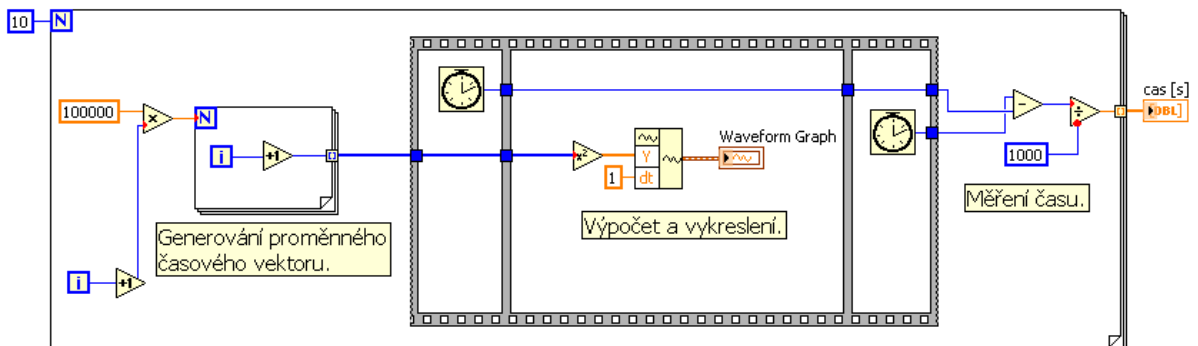 10
N
cas [s]
100000
x
N
-
÷
DBL]
Waveform Graph
i
+1
x²
Y
1
dt
1000
Měření času.
Výpočet a vykreslení.
Generování proměnného
časového vektoru.
i
+1